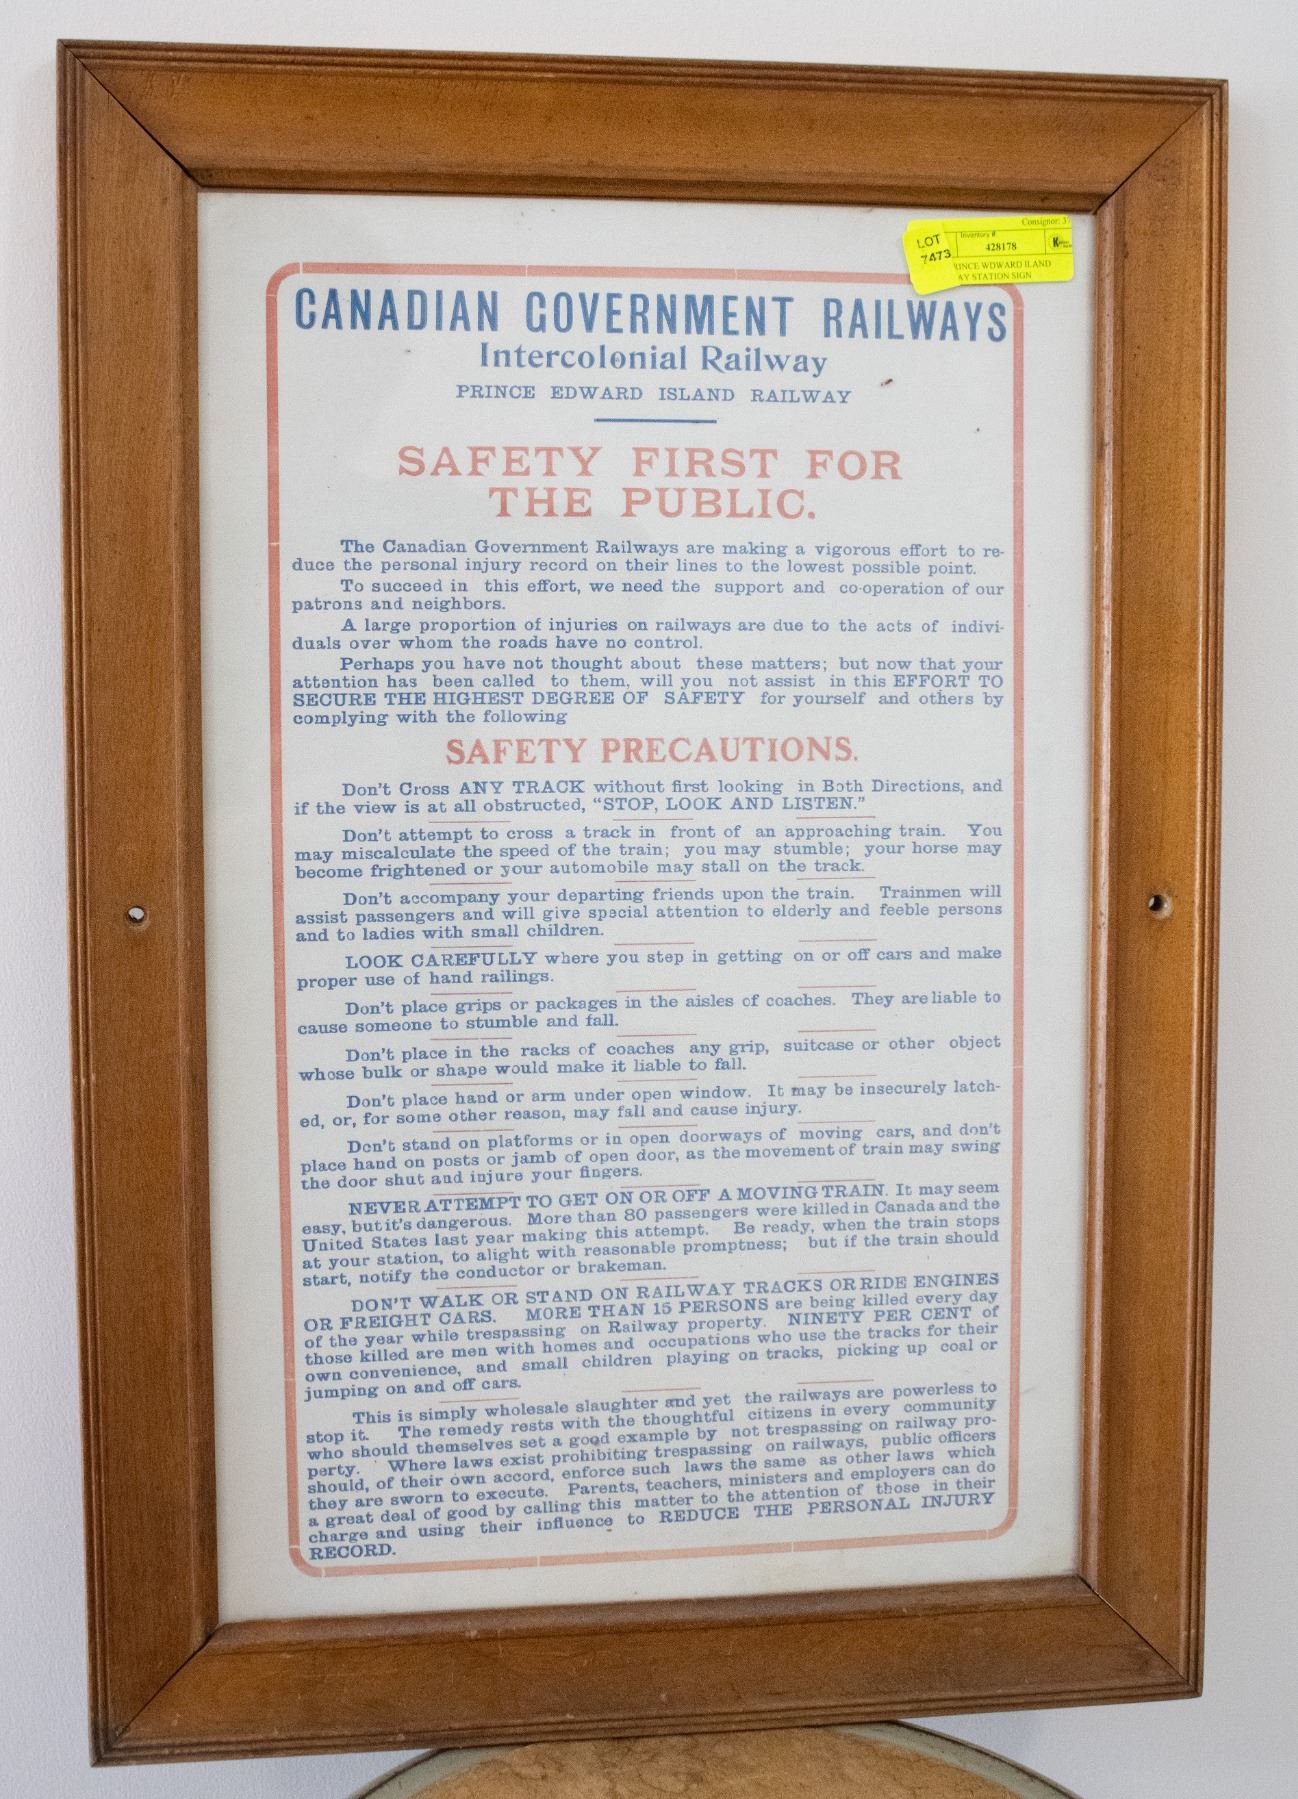 Consignor: 3
LOT
7473
Inventory #
428178
RINCE WDWARD ILAND
AY STATION SIGN
CANADIAN GOVERNMENT RAILWAYS
Intercolonial Railway
PRINCE EDWARD ISLAND RAILWAY
SAFETY FIRST FOR
THE PUBLIC.
The Canadian Government Railways are making a vigorous effort to re-
duce the personal injury record on their lines to the lowest possible point.
To succeed in this effort, we need the support and co-operation of our
patrons and neighbors.
A large proportion of injuries on railways are due to the acts of indivi-
duals over whom the roads have no control.
Perhaps you have not thought about these matters; but now that your
attention has been called to them, will you not assist in this EFFORT TO
SECURE THE HIGHEST DEGREE OF SAFETY for yourself and others by
complying with the following
SAFETY PRECAUTIONS.
Don't Cross ANY TRACK without first looking in Both Directions, and
if the view is at all obstructed, "STOP, LOOK AND LISTEN."
Don't attempt to cross a track in front of an approaching train. You
may miscalculate the speed of the train; you may stumble; your horse may
become frightened or your automobile may stall on the track.
Don't accompany your departing friends upon the train. Trainmen will
assist passengers and will give special attention to elderly and feeble persons
and to ladies with small children.
LOOK CAREFULLY where you step in getting on or off cars and make
proper use of hand railings.
Don't place grips or packages in the aisles of coaches. They are liable to
cause someone to stumble and fall.
Don't place in the racks of coaches any grip, suitcase or other object
whose bulk or shape would make it liable to fall.
Don't place hand or arm under open window. It may be insecurely latch-
ed, or, for some other reason, may fall and cause injury.
Don't stand on platforms or in open doorways of moving cars, and don't
place hand on posts or jamb of open door, as the movement of train may swing
the door shut and injure your fingers.
NEVER ATTEMPT TO GET ON OR OFF A MOVING TRAIN. It may seem
easy, but it's dangerous. More than 80 passengers were killed in Canada and the
United States last year making this attempt. Be ready, when the train stops
at your station, to alight with reasonable promptness; but if the train should
start, notify the conductor or brakeman.
DON'T WALK OR STAND ON RAILWAY TRACKS OR RIDE ENGINES
OR FREIGHT CARS. MORE THAN 15 PERSONS are being killed every day
of the year while trespassing on Railway property. NINETY PER CENT of
those killed are men with homes and occupations who use the tracks for their
own convenience, and small children playing on tracks, picking up coal or
jumping on and off cars.
This is simply wholesale slaughter and yet the railways are powerless to
stop it. The remedy rests with the thoughtful citizens in every community
who should themselves set a good example by not trespassing on railway pro-
perty. Where laws exist prohibiting trespassing on railways, public officers
should, of their own accord, enforce such laws the same as other laws which
they are sworn to execute. Parents, teachers, ministers and employers can do
a great deal of good by calling this matter to the attention of those in their
charge and using their influence to REDUCE THE PERSONAL INJURY
RECORD.